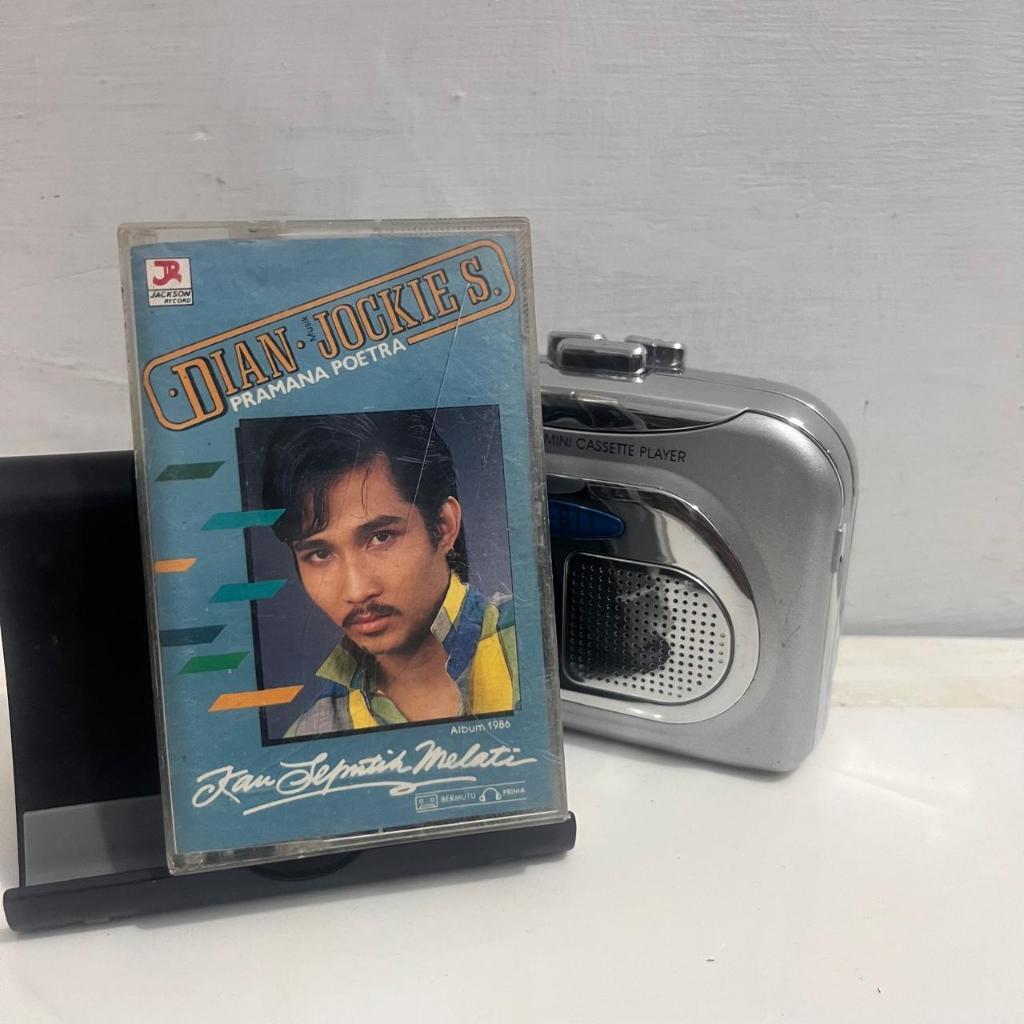 JR
JACKSON
RECORD
DIAN • Musik JOCKIE S.
PRAMANA POETRA
Album 1986
Kau Seputih Melati
BERMUTU PRIMA
MINI CASSETTE PLAYER